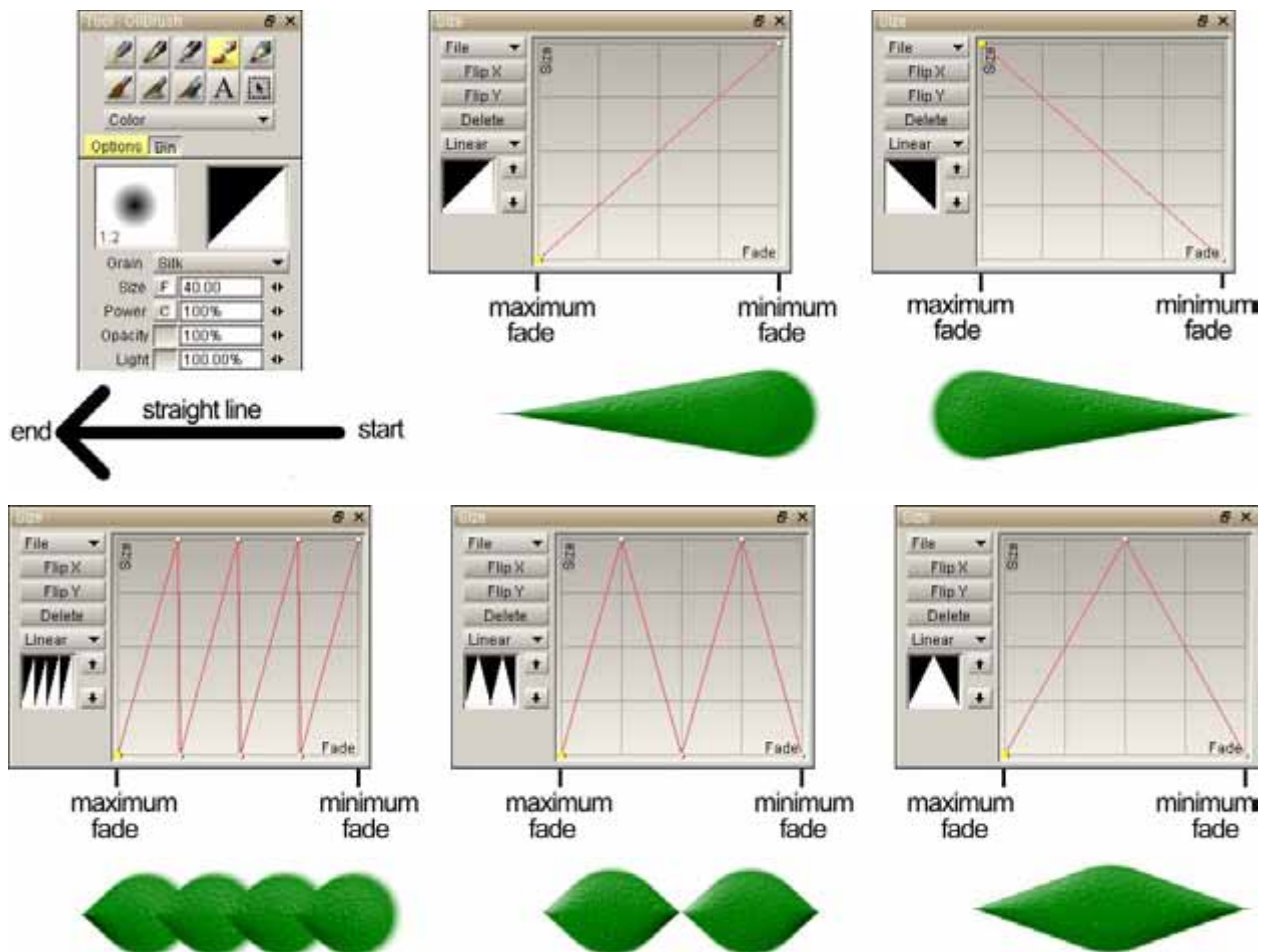 Tool : OilBrush
A
Color
Options Bin
1.2
Grain Silk
Size F 40.00
Power C 100%
Opacity 100%
Light 100.00%
end straight line start
Size
File
Flip X
Flip Y
Delete
Linear
Size
Fade
maximum fade
minimum fade
Size
File
Flip X
Flip Y
Delete
Linear
Size
Fade
maximum fade
minimum fade
Size
File
Flip X
Flip Y
Delete
Linear
Size
Fade
maximum fade
minimum fade
Size
File
Flip X
Flip Y
Delete
Linear
Size
Fade
maximum fade
minimum fade
Size
File
Flip X
Flip Y
Delete
Linear
Size
Fade
maximum fade
minimum fade